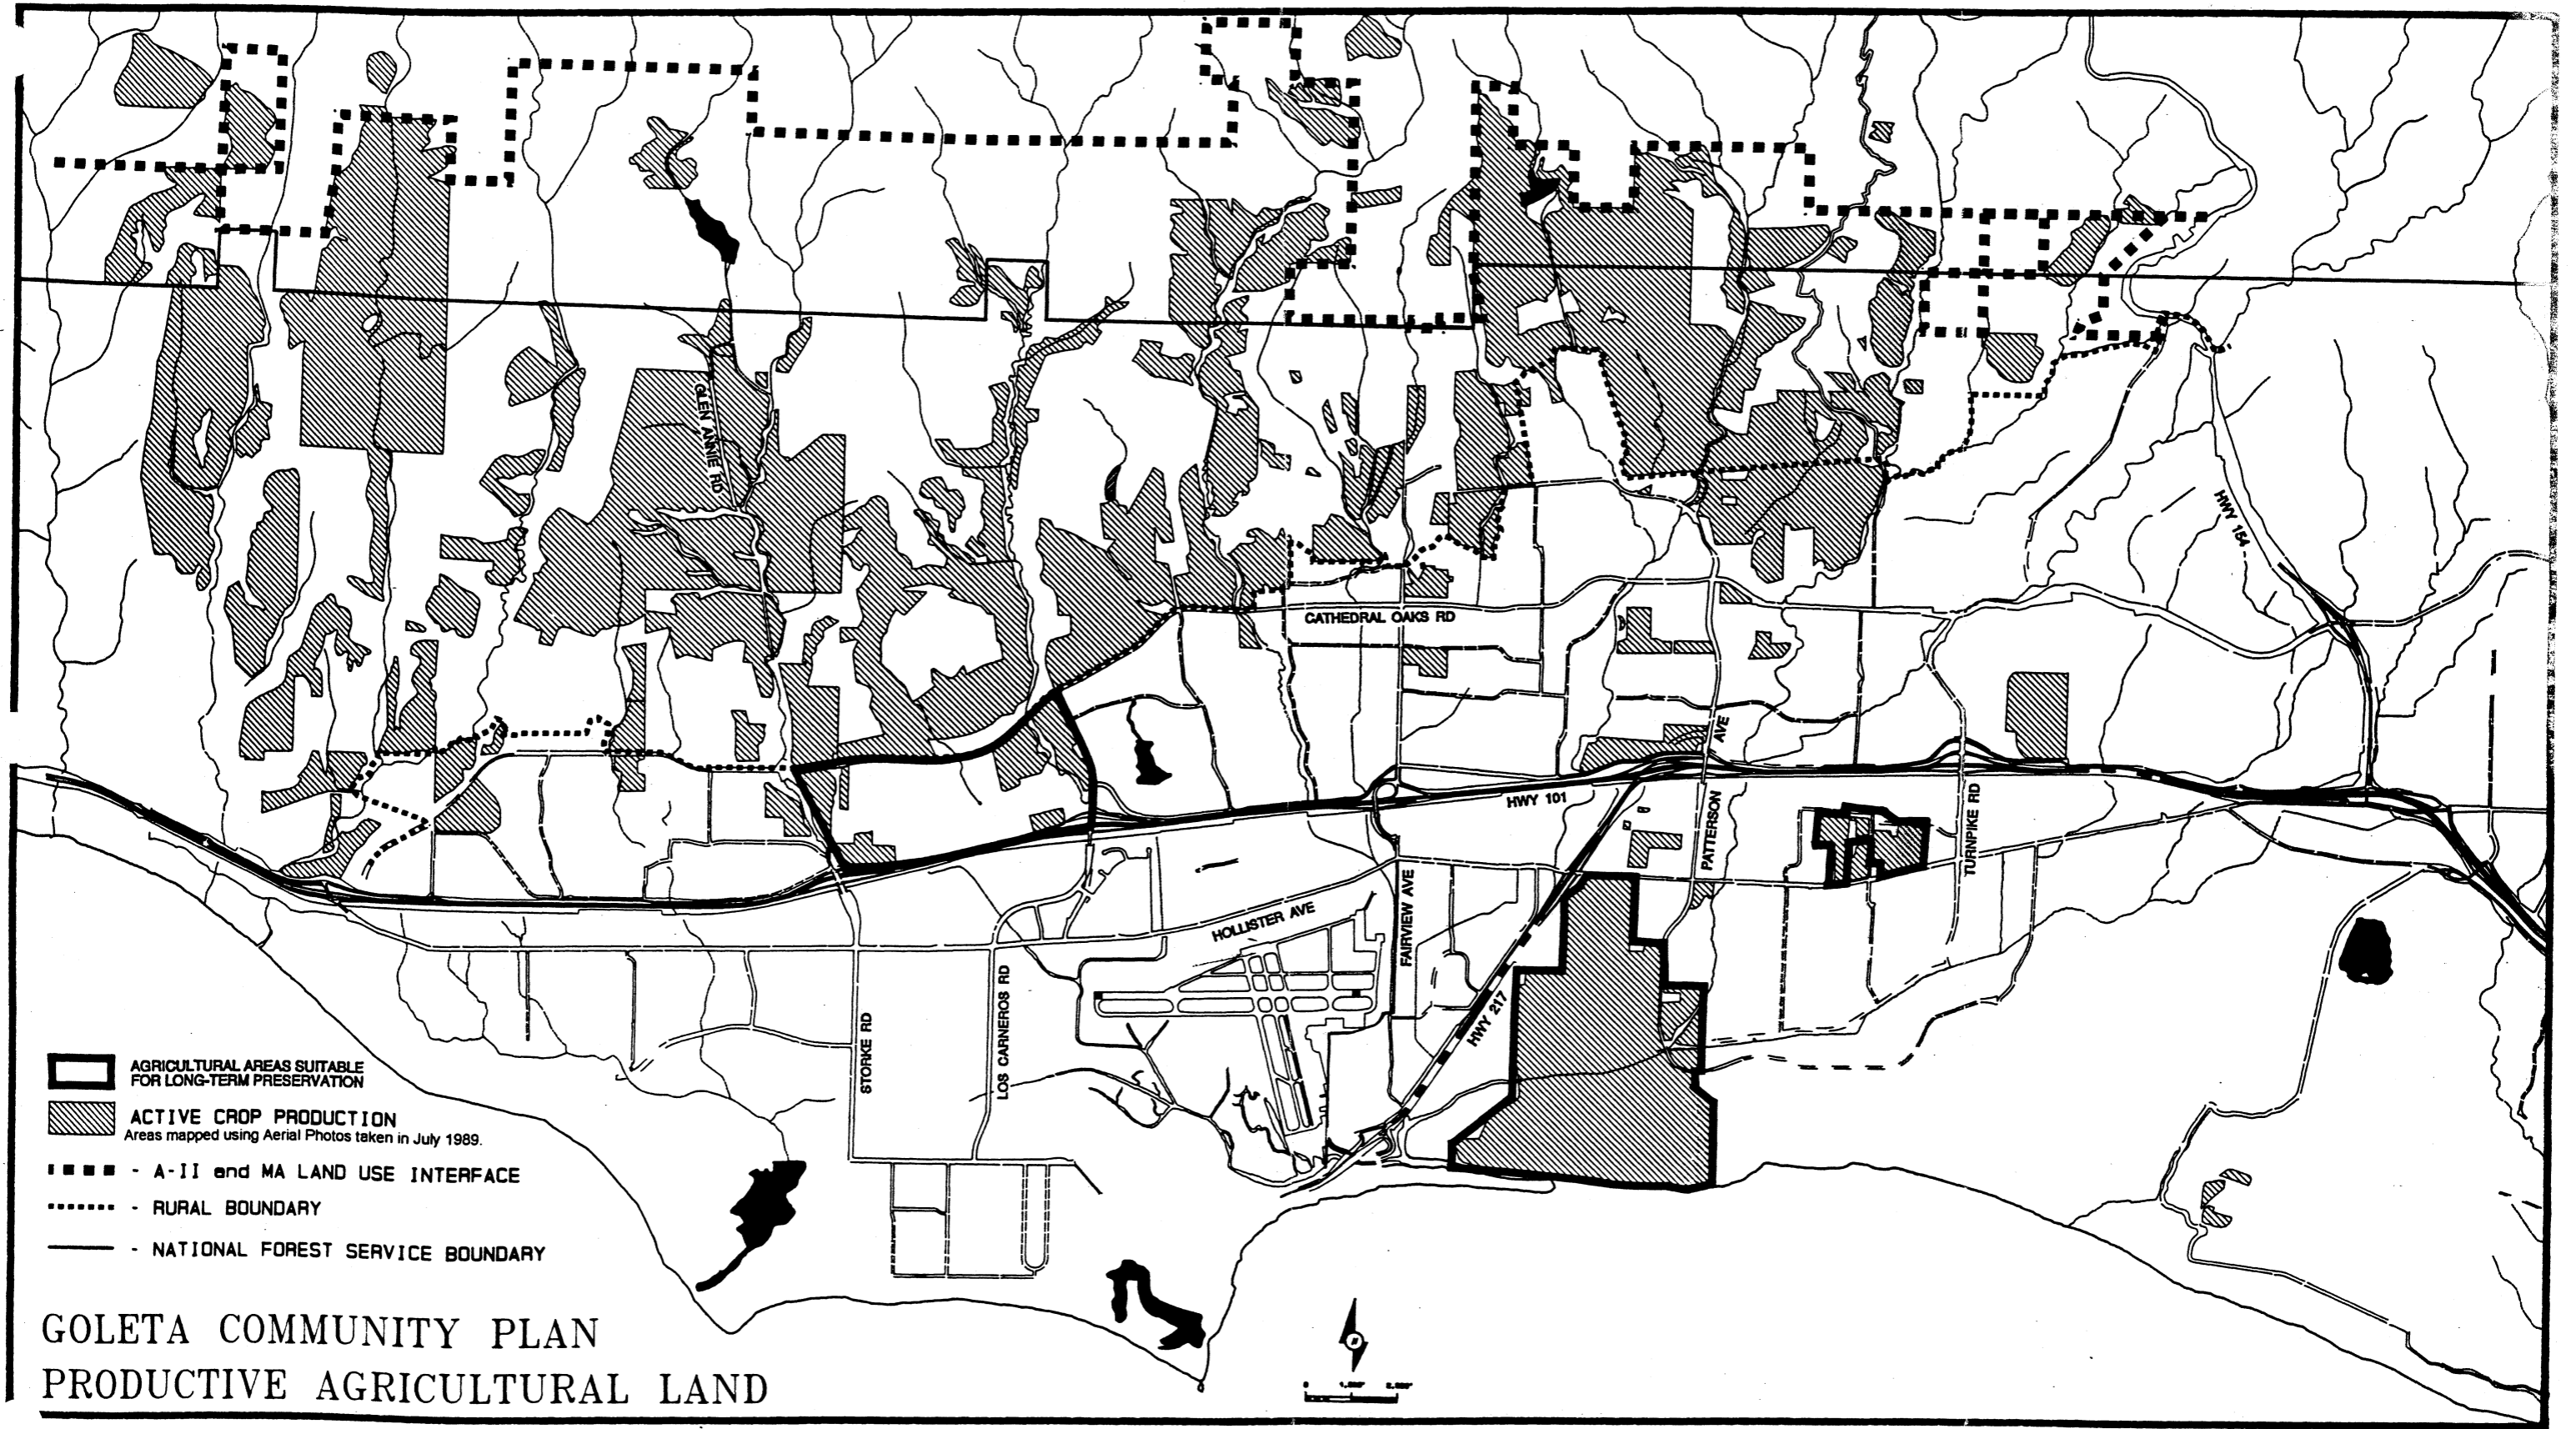 GLEN ANNIE RD
HWY 154
CATHEDRAL OAKS RD
AVE
HWY 101
PATTERSON
TURNPIKE RD
HOLLISTER AVE
FAIRVIEW AVE
HWY 217
STORKE RD
LOS CARNEROS RD
AGRICULTURAL AREAS SUITABLE
FOR LONG-TERM PRESERVATION
ACTIVE CROP PRODUCTION
Areas mapped using Aerial Photos taken in July 1989.
- A-II and MA LAND USE INTERFACE
- RURAL BOUNDARY
- NATIONAL FOREST SERVICE BOUNDARY
GOLETA COMMUNITY PLAN
PRODUCTIVE AGRICULTURAL LAND